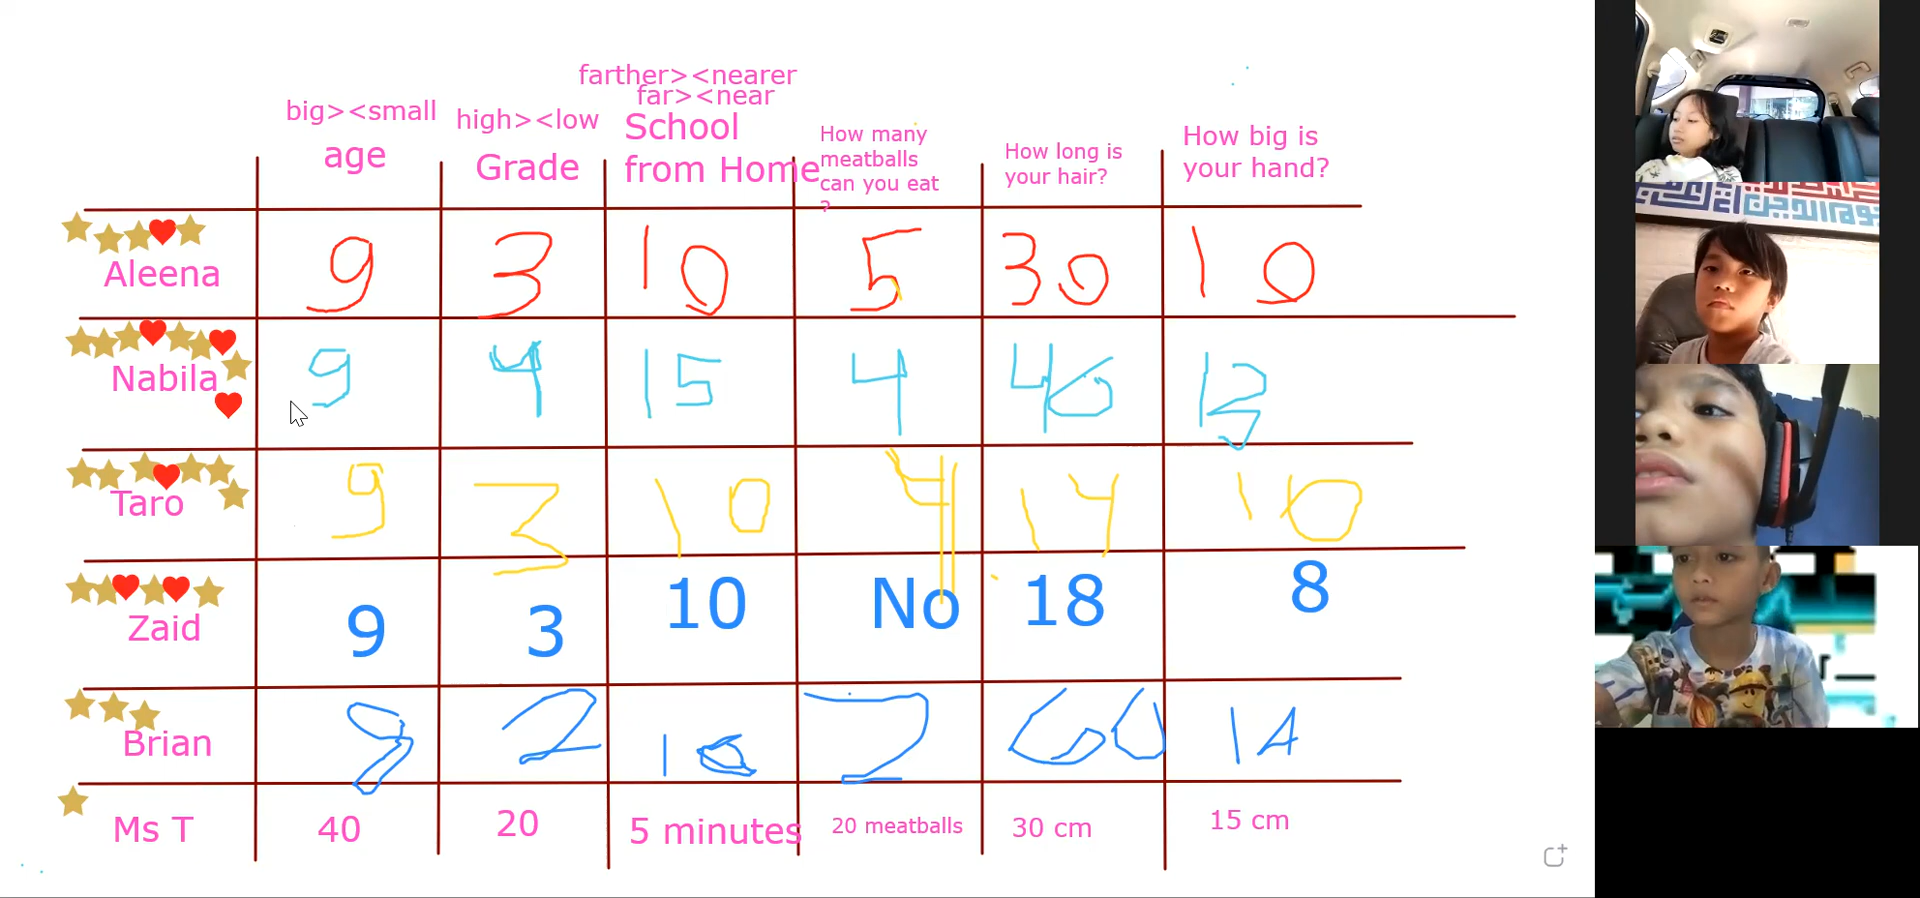 farther><nearer
far><near
big><small
high><low
age
Grade
School
from Home
How many
meatballs
can you eat
?
How long is
your hair?
How big is
your hand?
Aleena 9 3 10 5 30 10
Nabila 9 4 15 4 40 13
Taro 9 3 10 4 14 10
Zaid 9 3 10 No 18 8
Brian 8 2 10 2 60 14
Ms T 40 20 5 minutes 20 meatballs 30 cm 15 cm